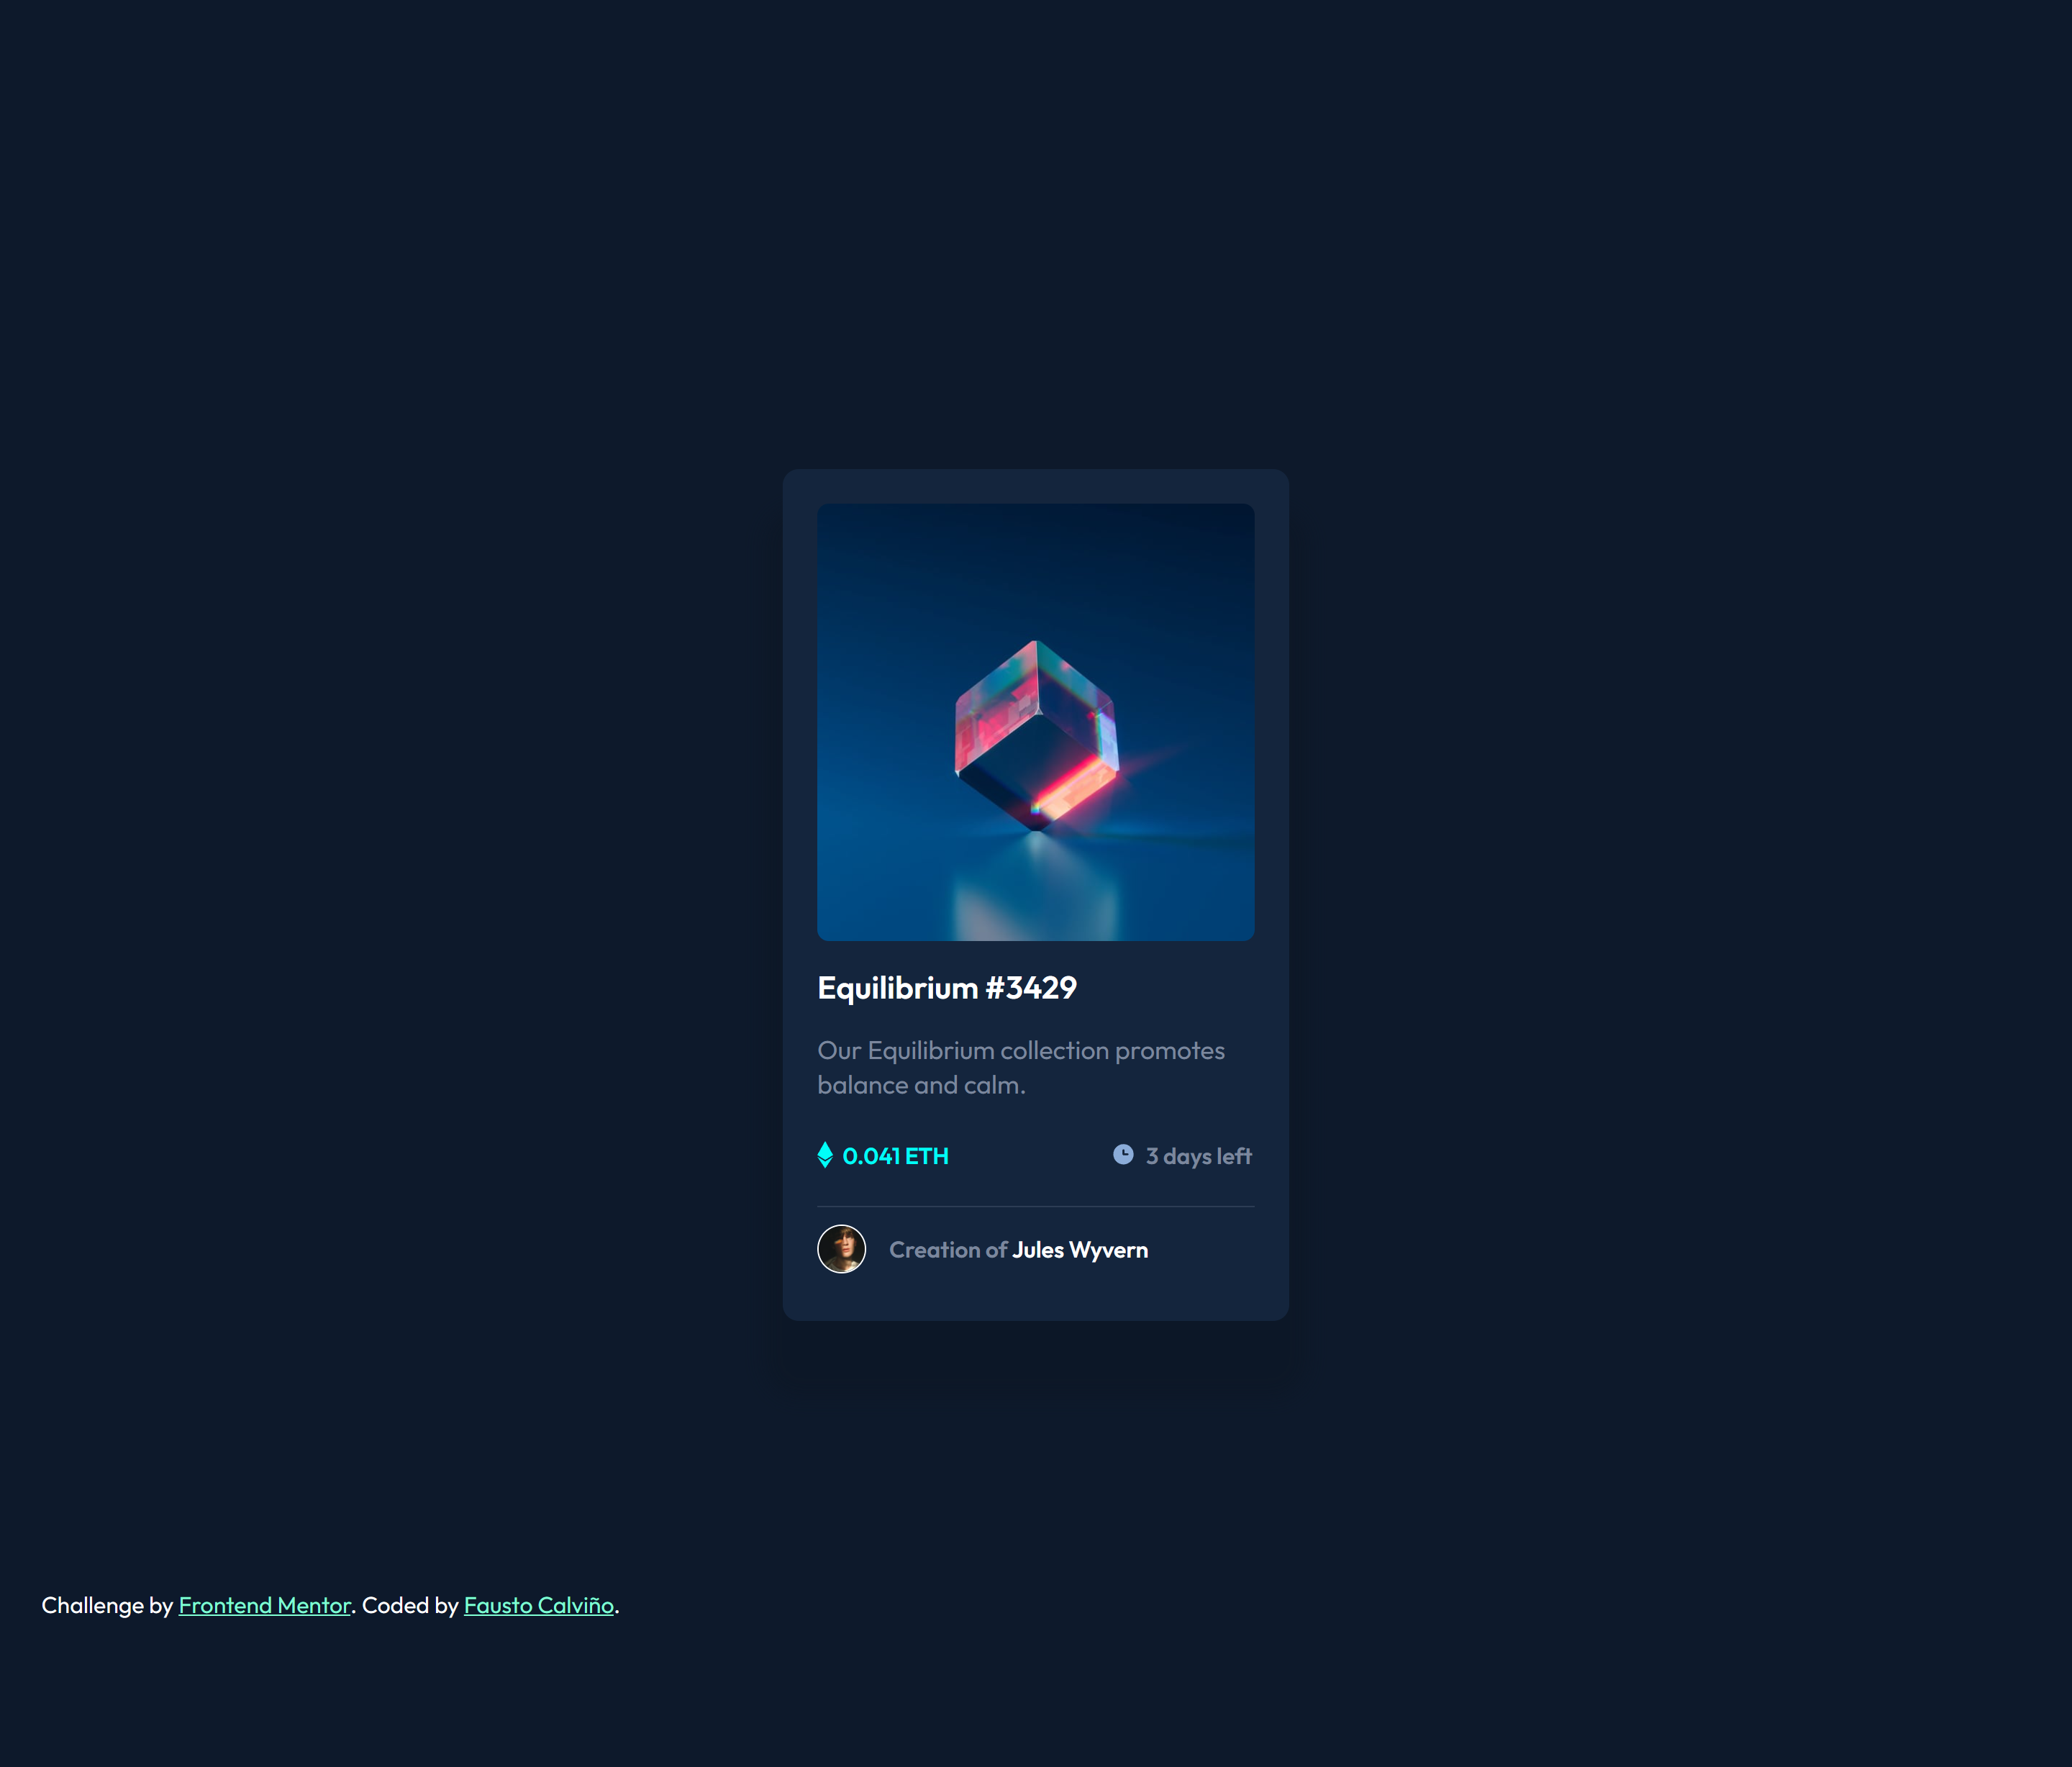 Equilibrium #3429
Our Equilibrium collection promotes
balance and calm.
0.041 ETH
3 days left
Creation of Jules Wyvern
Challenge by Frontend Mentor. Coded by Fausto Calviño.